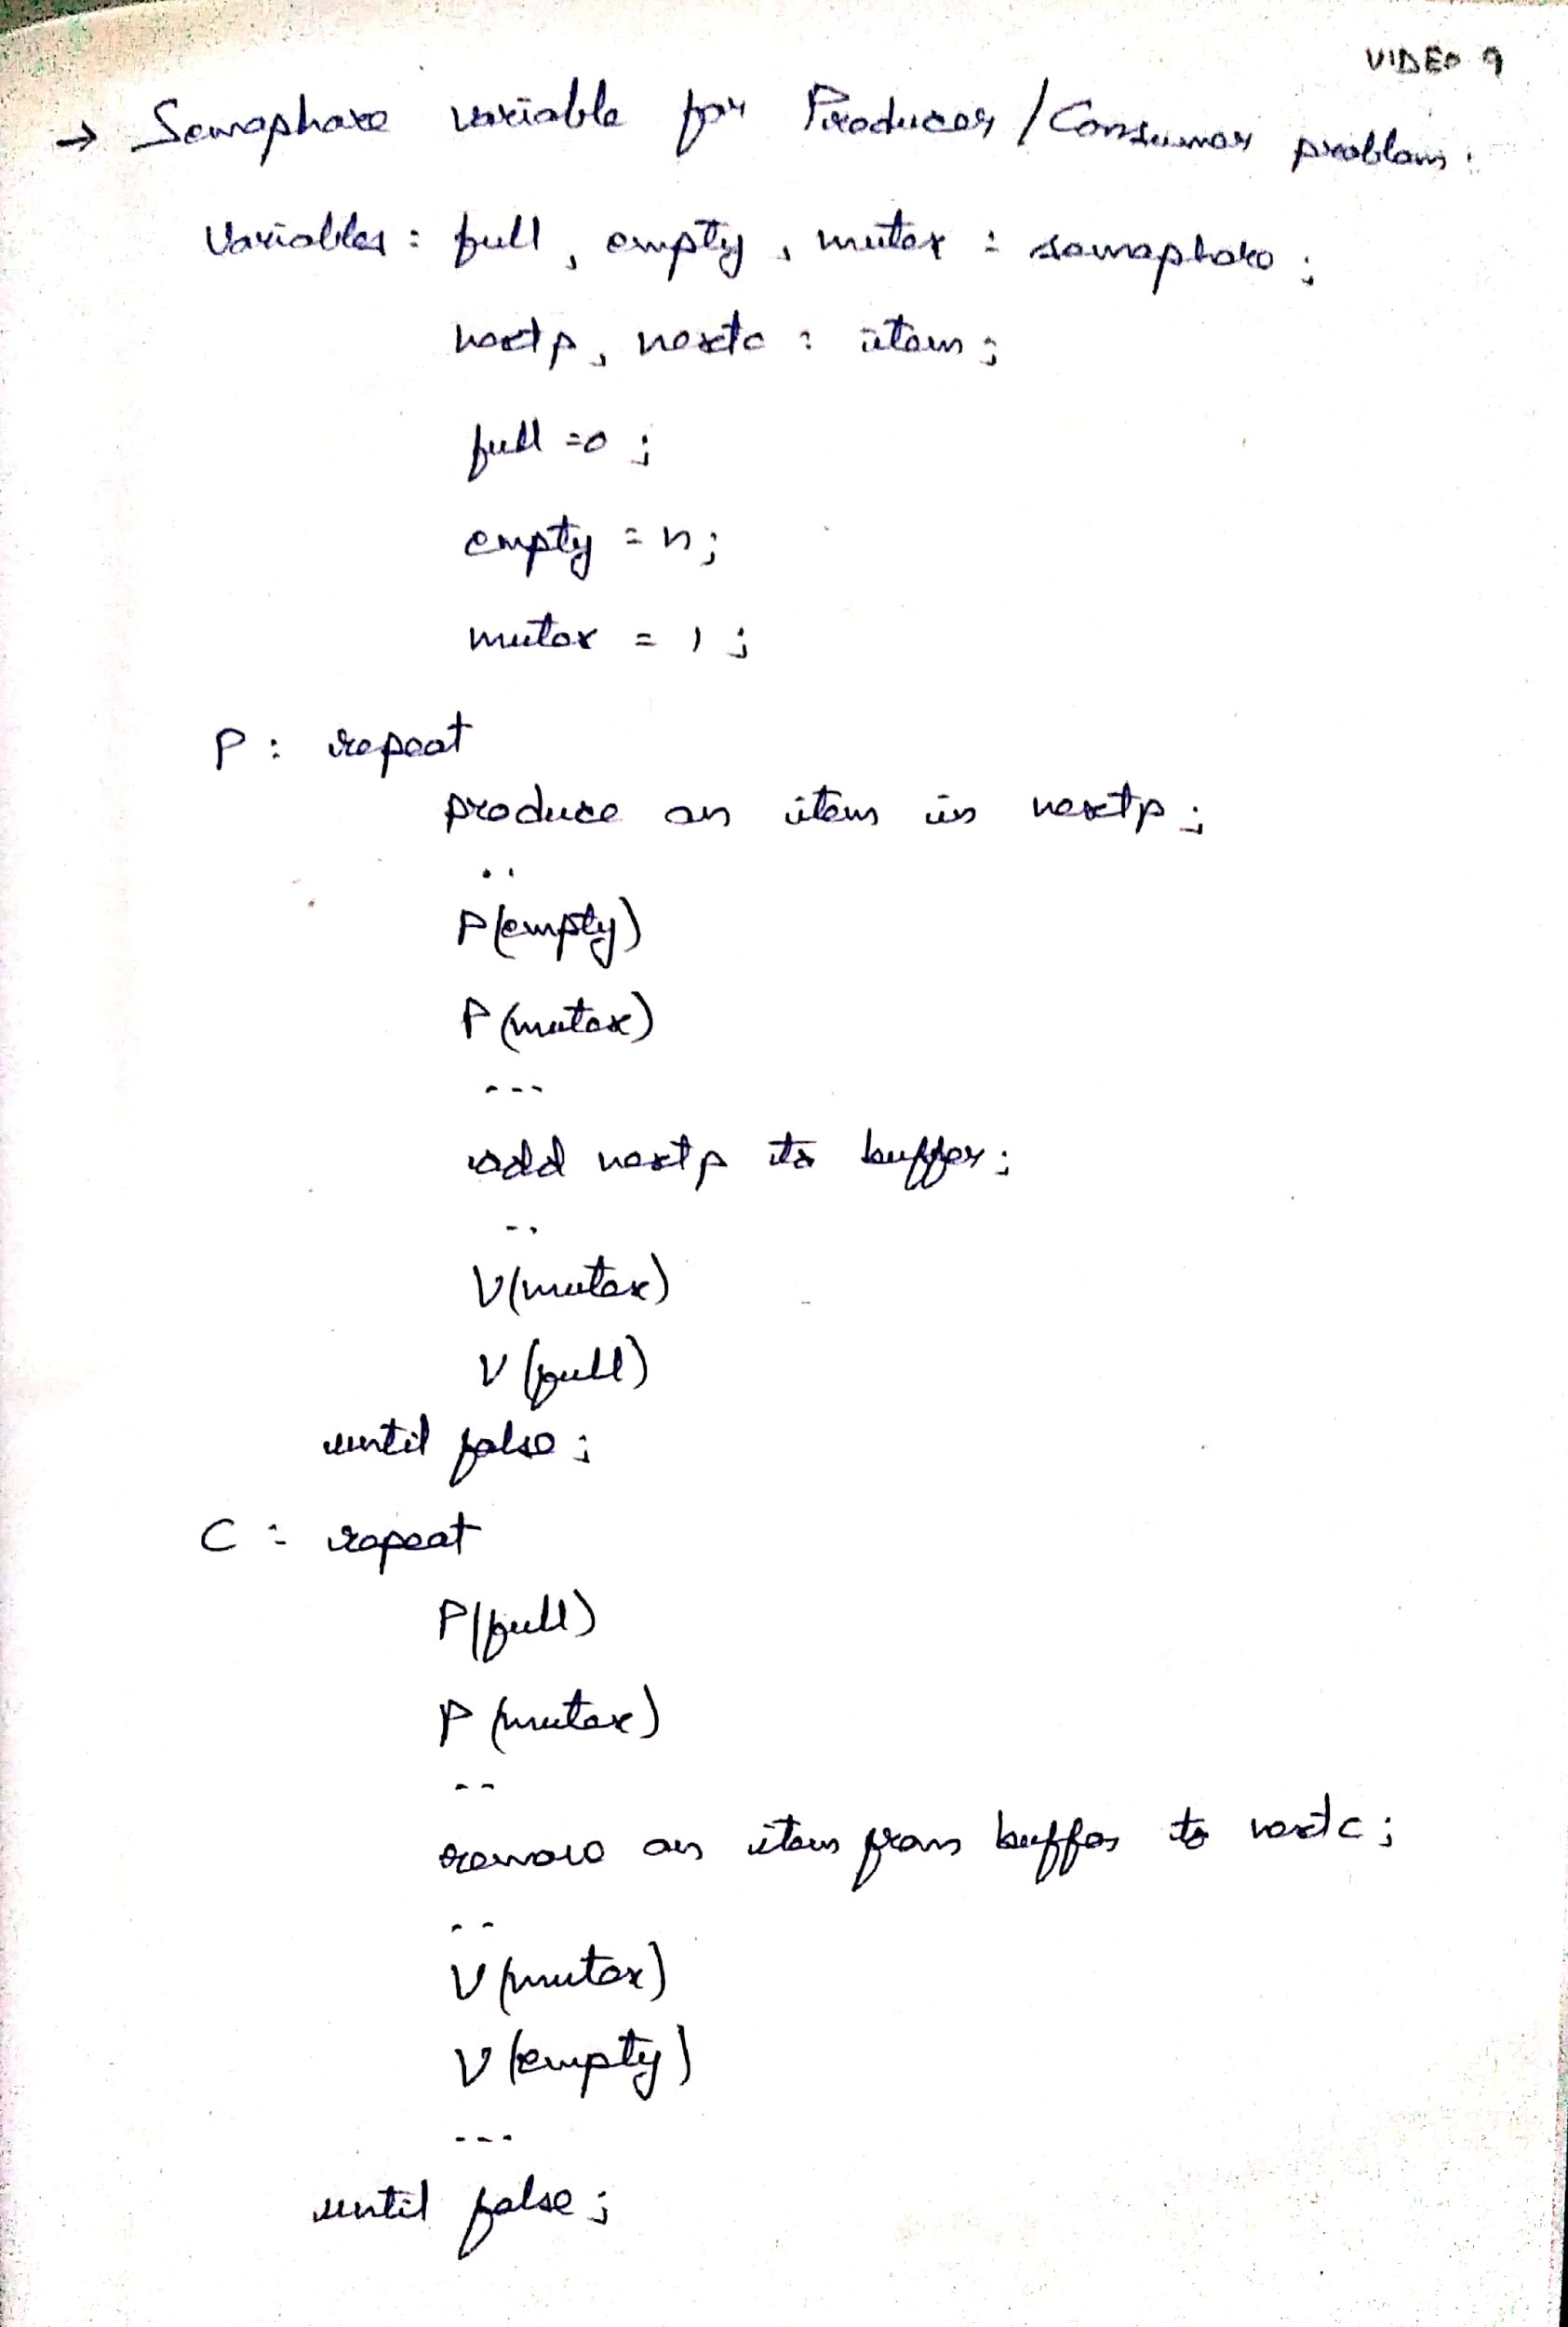 VIDEO 9
→ Semaphore variable for Producer / Consumer problem :
Variables : full , empty , mutex : semaphore ;
nextp , nextc : item ;
full = 0 ;
empty = n ;
mutex = 1 ;
P : repeat
produce an item in nextp ;
..
P(empty)
P(mutex)
---
add nextp to buffer ;
--
V(mutex)
V(full)
until false ;
C : repeat
P(full)
P(mutex)
--
remove an item from buffer to nextc ;
--
V(mutex)
V(empty)
---
until false ;